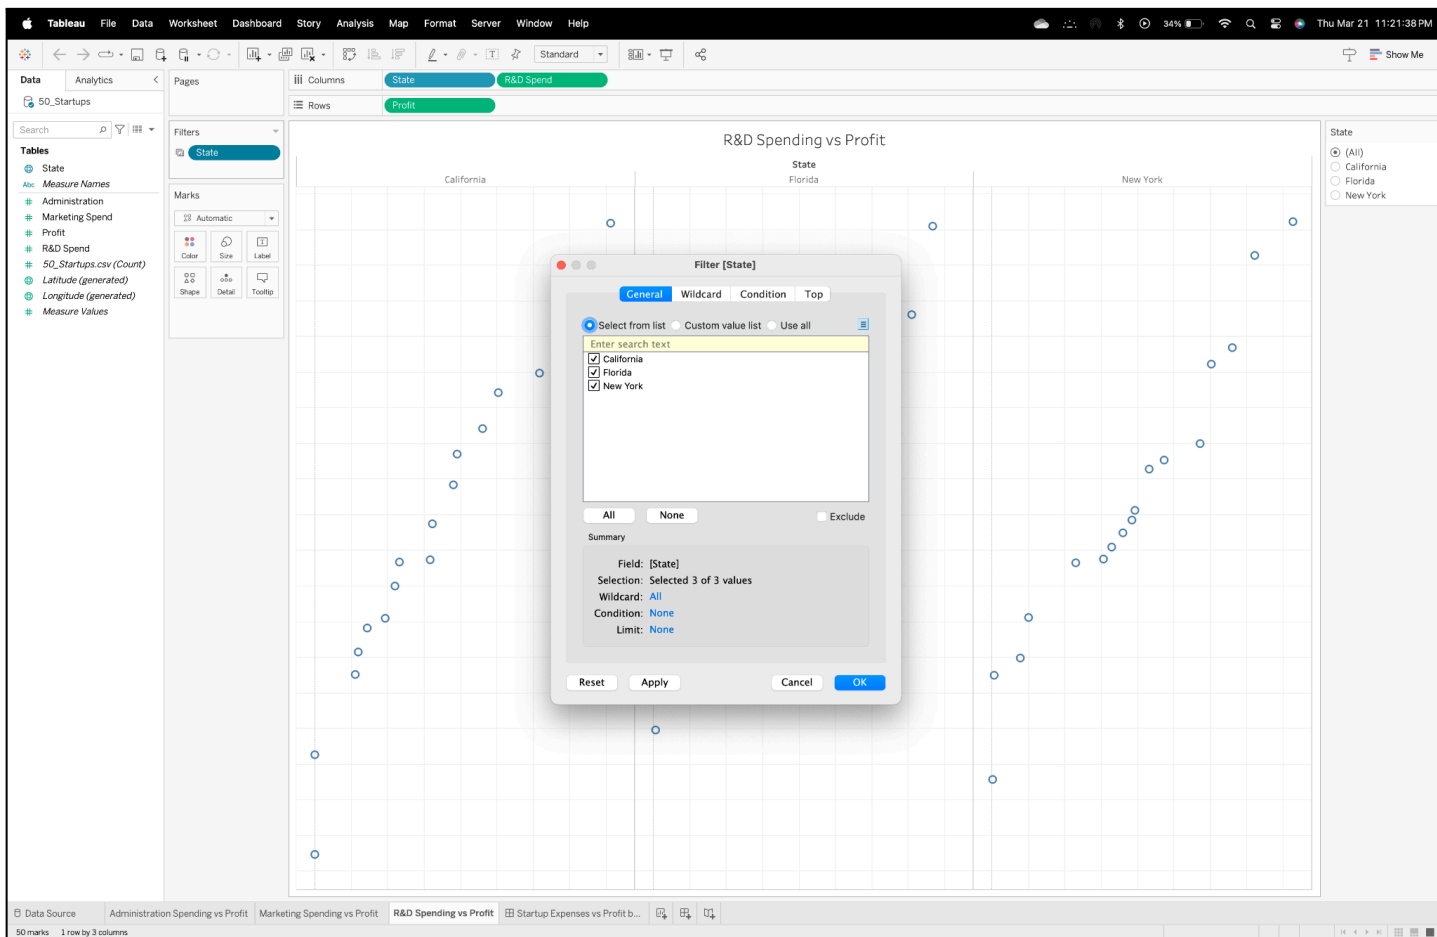 Tableau File Data Worksheet Dashboard Story Analysis Map Format Server Window Help 34% Thu Mar 21 11:21:38 PM
Standard Show Me
Data Analytics
50_Startups
Search
Tables
State
Abc Measure Names
# Administration
# Marketing Spend
# Profit
# R&D Spend
# 50_Startups.csv (Count)
Latitude (generated)
Longitude (generated)
# Measure Values
Pages
Filters
State
Marks
Automatic
Color Size Label
Shape Detail Tooltip
Columns State R&D Spend
Rows Profit
R&D Spending vs Profit
State
California Florida New York
State
(All)
California
Florida
New York
Filter [State]
General Wildcard Condition Top
Select from list Custom value list Use all
Enter search text
California
Florida
New York
All None Exclude
Summary
Field: [State]
Selection: Selected 3 of 3 values
Wildcard: All
Condition: None
Limit: None
Reset Apply Cancel OK
Data Source Administration Spending vs Profit Marketing Spending vs Profit R&D Spending vs Profit Startup Expenses vs Profit b...
50 marks 1 row by 3 columns